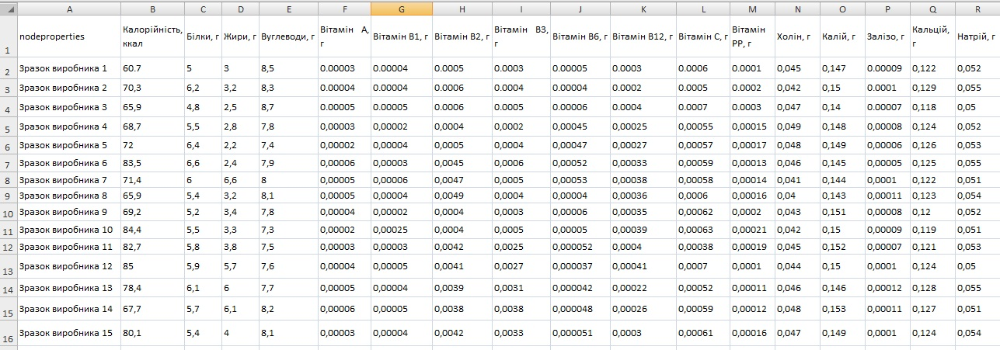 A B C D E F G H I J K L M N O P Q R
1 nodeproperties Калорійність, ккал Білки, г Жири, г Вуглеводи, г Вітамін А, г Вітамін В1, г Вітамін В2, г Вітамін В3, г Вітамін В6, г Вітамін В12, г Вітамін С, г Вітамін РР, г Холін, г Калій, г Залізо, г Кальцій, г Натрій, г
2 Зразок виробника 1 60.7 5 3 8,5 0.00003 0.00004 0.0005 0.0003 0.00005 0.0003 0.0006 0.0001 0,045 0,147 0.00009 0,122 0,052
3 Зразок виробника 2 70,3 6,2 3,2 8,3 0.00004 0.00004 0.0006 0.0004 0.00004 0.0002 0.0005 0.0002 0,042 0,15 0.0001 0,129 0,055
4 Зразок виробника 3 65,9 4,8 2,5 8,7 0.00005 0.00005 0.0006 0.0005 0.00006 0.0004 0.0007 0.0003 0,047 0,14 0.00007 0,118 0,05
5 Зразок виробника 4 68,7 5,5 2,8 7,8 0,00003 0,00002 0,0004 0,0002 0,00045 0,00025 0,00055 0,00015 0,049 0,148 0,00008 0,124 0,052
6 Зразок виробника 5 72 6,4 2,2 7,4 0,00002 0,00004 0,0005 0,0004 0,00047 0,00027 0,00057 0,00017 0,048 0,149 0,00006 0,126 0,053
7 Зразок виробника 6 83,5 6,6 2,4 7,9 0,00006 0,00003 0,0045 0,0006 0,00052 0,00033 0,00059 0,00013 0,046 0,145 0,00005 0,125 0,055
8 Зразок виробника 7 71,4 6 6,6 8 0,00005 0,00006 0,0047 0,0005 0,00053 0,00038 0,00058 0,00014 0,041 0,144 0,0001 0,122 0,051
9 Зразок виробника 8 65,9 5,4 3,2 8,1 0,00005 0,00004 0,0049 0,0004 0,00004 0,00036 0,0006 0,00016 0,04 0,143 0,00011 0,123 0,054
10 Зразок виробника 9 69,2 5,2 3,4 7,8 0,00004 0,00002 0,0004 0,0003 0,00006 0,00035 0,00062 0,0002 0,043 0,151 0,00008 0,12 0,052
11 Зразок виробника 10 84,4 5,5 3,3 7,3 0,00002 0,00025 0,0004 0,0005 0,00005 0,00039 0,00063 0,00021 0,042 0,15 0,00009 0,119 0,051
12 Зразок виробника 11 82,7 5,8 3,8 7,5 0,00003 0,00003 0,0042 0,0025 0,000052 0,0004 0,00038 0,00019 0,045 0,152 0,00007 0,121 0,053
13 Зразок виробника 12 85 5,9 5,7 7,6 0,00004 0,00005 0,0041 0,0027 0,000037 0,00041 0,0007 0,0001 0,044 0,15 0,0001 0,124 0,05
14 Зразок виробника 13 78,4 6,1 6 7,7 0,00005 0,00004 0,0039 0,0031 0,000042 0,00022 0,00052 0,00011 0,046 0,146 0,00012 0,128 0,055
15 Зразок виробника 14 67,7 5,7 6,1 8,2 0,00006 0,00005 0,0038 0,0038 0,000048 0,00026 0,00059 0,00012 0,048 0,153 0,00011 0,127 0,051
16 Зразок виробника 15 80,1 5,4 4 8,1 0,00003 0,00004 0,0042 0,0033 0,000051 0,0003 0,00061 0,00016 0,047 0,149 0,0001 0,124 0,054